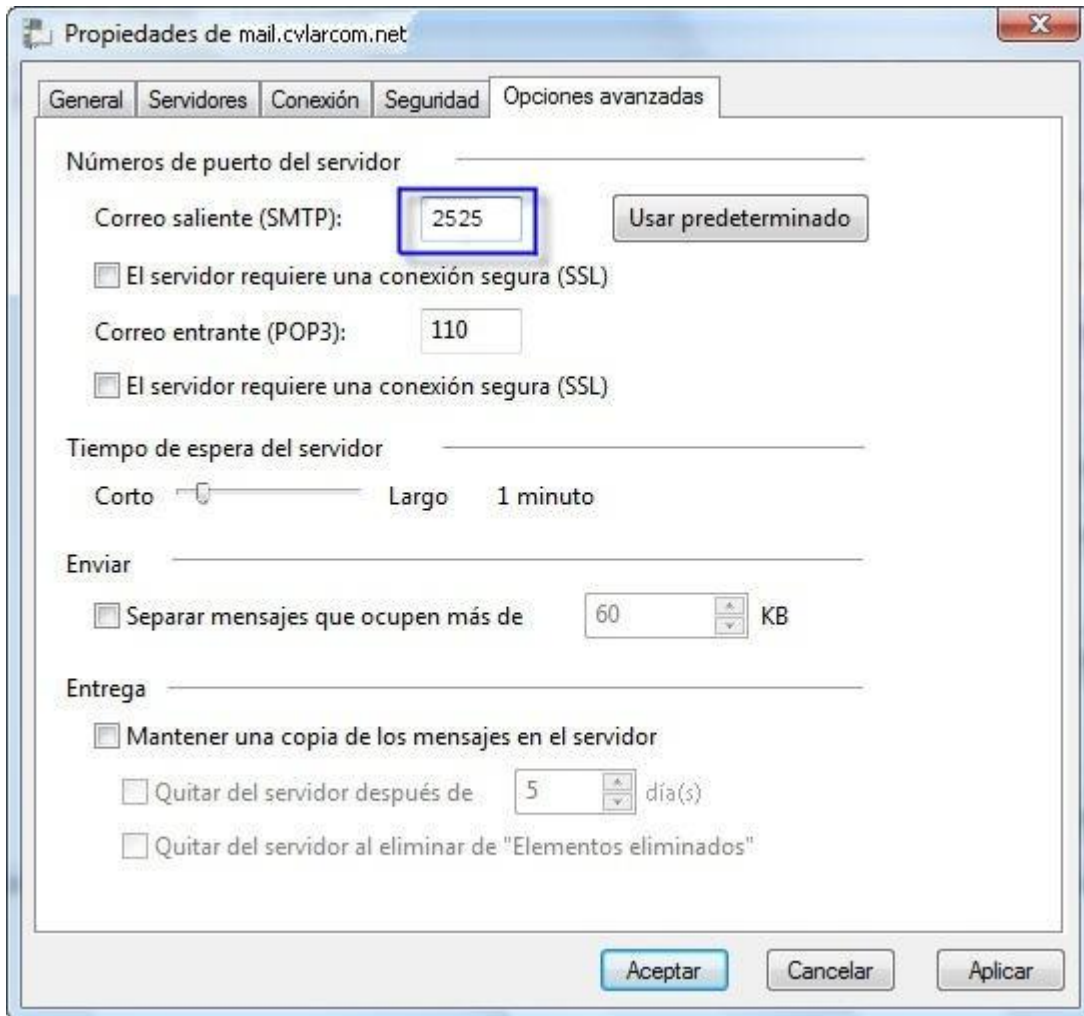 Propiedades de mail.cvlarcom.net
General Servidores Conexión Seguridad Opciones avanzadas
Números de puerto del servidor
Correo saliente (SMTP): 2525 Usar predeterminado
El servidor requiere una conexión segura (SSL)
Correo entrante (POP3): 110
El servidor requiere una conexión segura (SSL)
Tiempo de espera del servidor
Corto Largo 1 minuto
Enviar
Separar mensajes que ocupen más de 60 KB
Entrega
Mantener una copia de los mensajes en el servidor
Quitar del servidor después de 5 día(s)
Quitar del servidor al eliminar de "Elementos eliminados"
Aceptar Cancelar Aplicar